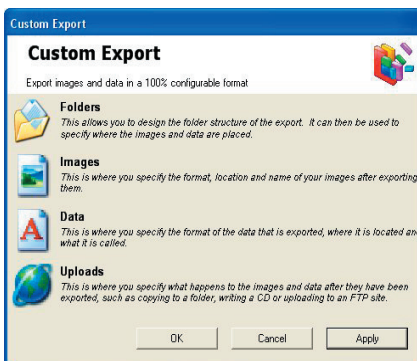 Custom Export
Custom Export
Export images and data in a 100% configurable format
Folders
This allows you to design the folder structure of the export. It can then be used to
specify where the images and data are placed.
Images
This is where you specify the format, location and name of your images after exporting
them.
Data
This is where you specify the format of the data that is exported, where it is located
what it is called.
Uploads
This is where you specify what happens to the images and data after they have been
exported, such as copying to a folder, writing a CD or uploading to an FTP site.
OK
Cancel
Apply